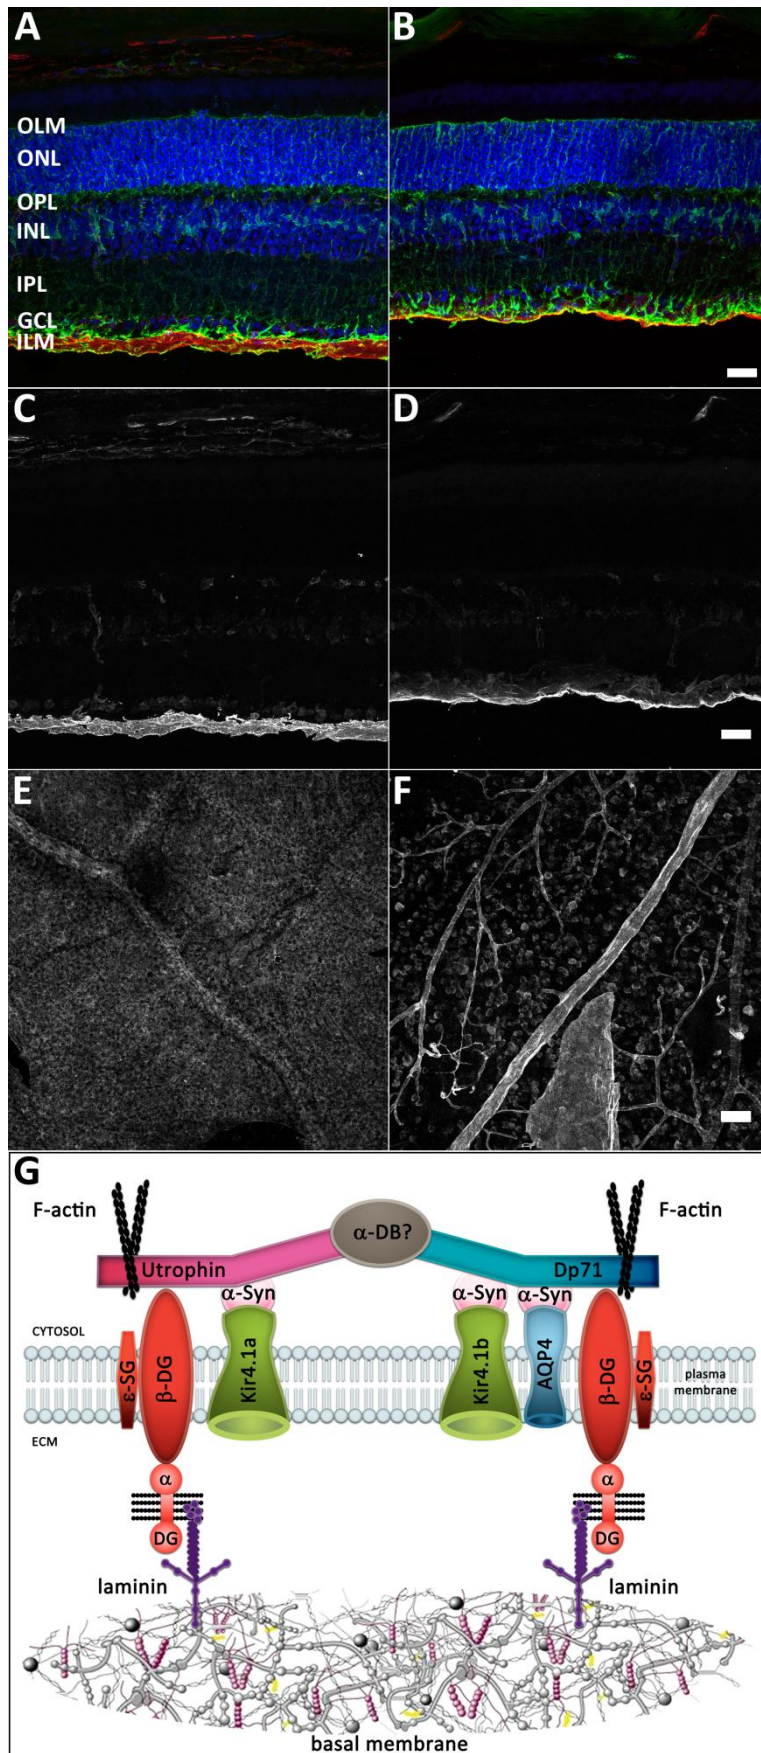 A
B
OLM
ONL
OPL
INL
IPL
GCL
ILM
C
D
E
F
G
F-actin
F-actin
α-DB?
Utrophin
Dp71
α-Syn
α-Syn
α-Syn
CYTOSOL
ε-SG
β-DG
Kir4.1a
Kir4.1b
AQP4
β-DG
ε-SG
plasma
membrane
ECM
α
α
DG
DG
laminin
laminin
basal membrane